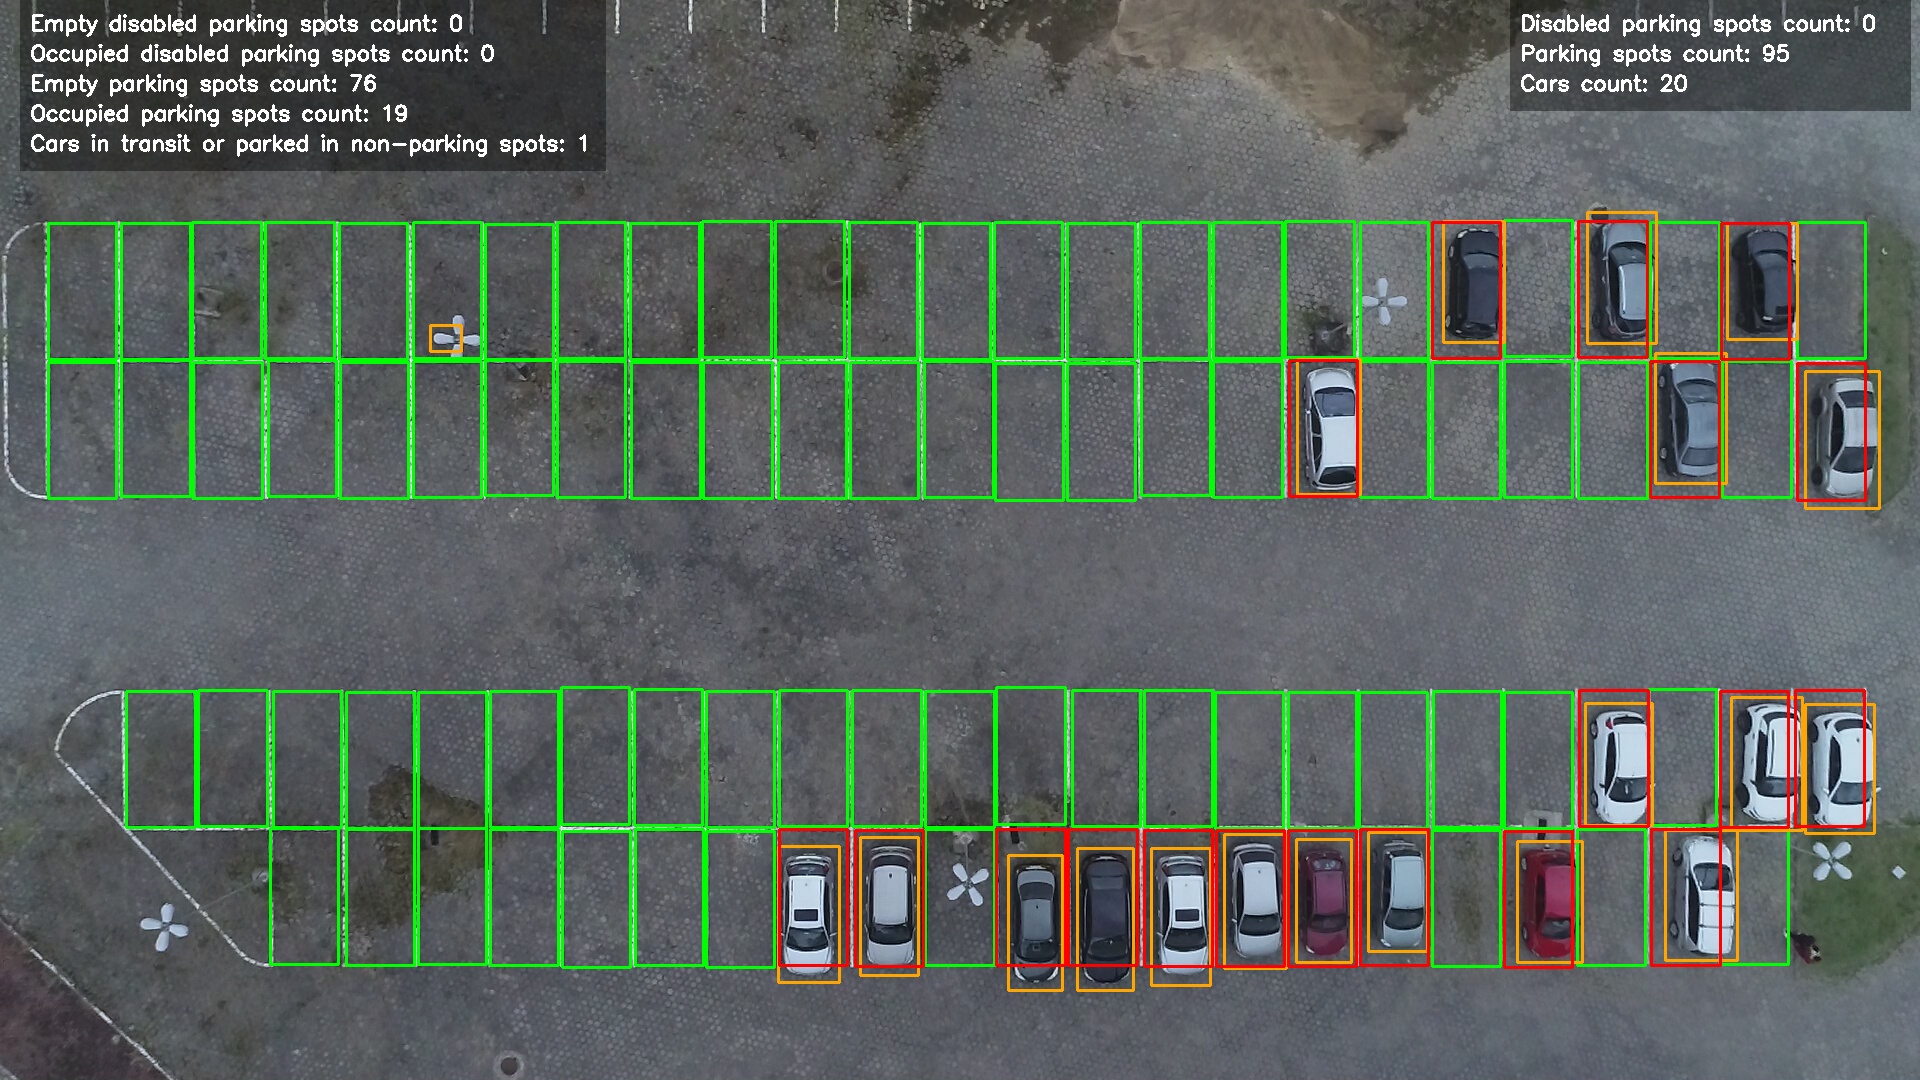 Empty disabled parking spots count: 0
Occupied disabled parking spots count: 0
Empty parking spots count: 76
Occupied parking spots count: 19
Cars in transit or parked in non-parking spots: 1
Disabled parking spots count: 0
Parking spots count: 95
Cars count: 20